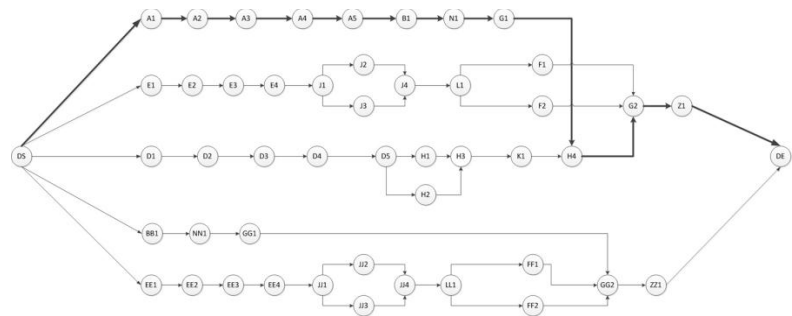 A1 A2 A3 A4 A5 B1 N1 G1
J2 F1
E1 E2 E3 E4 J1 J4 L1
J3 F2 G2 Z1
DS D1 D2 D3 D4 D5 H1 H3 K1 H4 DE
H2
BB1 NN1 GG1
JJ2 FF1
EE1 EE2 EE3 EE4 JJ1 JJ4 LL1 GG2 ZZ1
JJ3 FF2